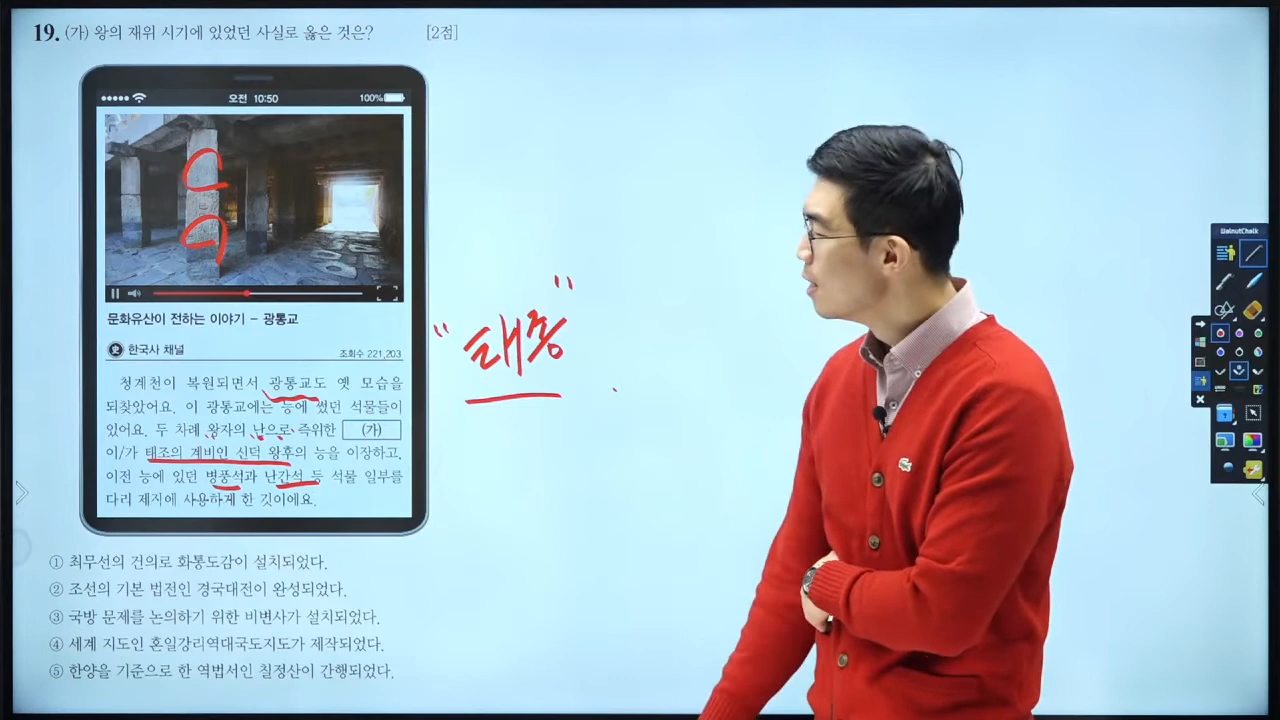 19. (가) 왕의 재위 시기에 있었던 사실로 옳은 것은? [2점]
오전 10:50
100%
문화유산이 전하는 이야기 - 광통교
史 한국사 채널
조회수 221,203
청계천이 복원되면서 광통교도 옛 모습을
되찾았어요. 이 광통교에는 능에 썼던 석물들이
있어요. 두 차례 왕자의 난으로 즉위한 (가)
이/가 태조의 계비인 신덕 왕후의 능을 이장하고,
이전 능에 있던 병풍석과 난간석 등 석물 일부를
다리 제작에 사용하게 한 것이에요.
"태종"
① 최무선의 건의로 화통도감이 설치되었다.
② 조선의 기본 법전인 경국대전이 완성되었다.
③ 국방 문제를 논의하기 위한 비변사가 설치되었다.
④ 세계 지도인 혼일강리역대국도지도가 제작되었다.
⑤ 한양을 기준으로 한 역법서인 칠정산이 간행되었다.
WalnutChalk